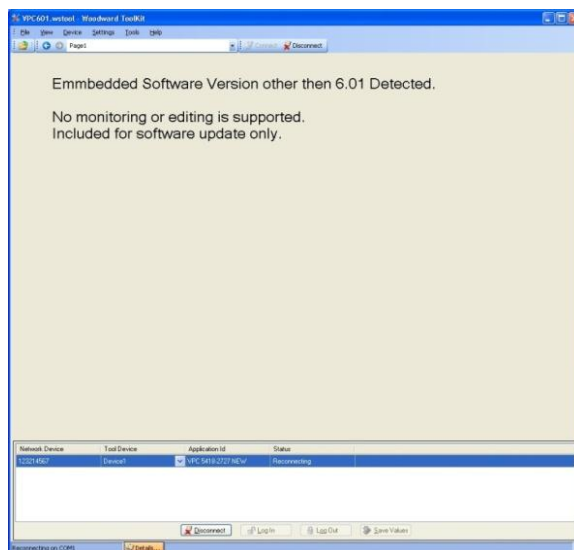 VPC601.wstool - Woodward ToolKit
File View Device Settings Tools Help
Page1 Connect Disconnect
Emmbedded Software Version other then 6.01 Detected.
No monitoring or editing is supported.
Included for software update only.
Network Device Tool Device Application Id Status
123214567 Device1 VPC 5418-2727 NEW Reconnecting
Disconnect Log In Log Out Save Values
Reconnecting on COM1 Details...